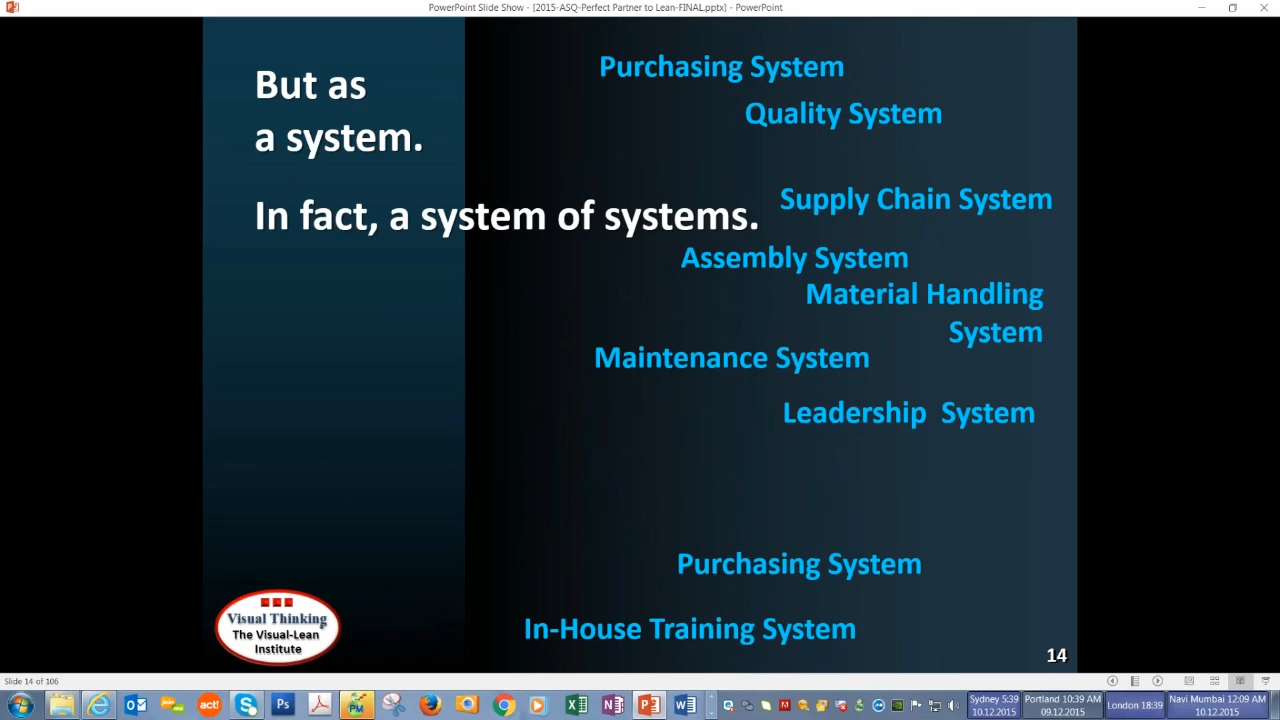 PowerPoint Slide Show - [2015-ASQ-Perfect Partner to Lean-FINAL.pptx] - PowerPoint
But as
a system.
In fact, a system of systems.
Purchasing System
Quality System
Supply Chain System
Assembly System
Material Handling
System
Maintenance System
Leadership  System
Purchasing System
In-House Training System
Visual Thinking
The Visual-Lean
Institute
14
Slide 14 of 106
act!
Ps
PM
Sydney 5:39
10.12.2015
Portland 10:39 AM
09.12.2015
London 18:39
Navi Mumbai 12:09 AM
10.12.2015